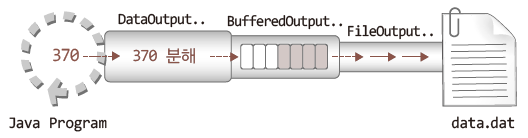 DataOutput..
BufferedOutput..
FileOutput..
370
370 분해
Java Program
data.dat